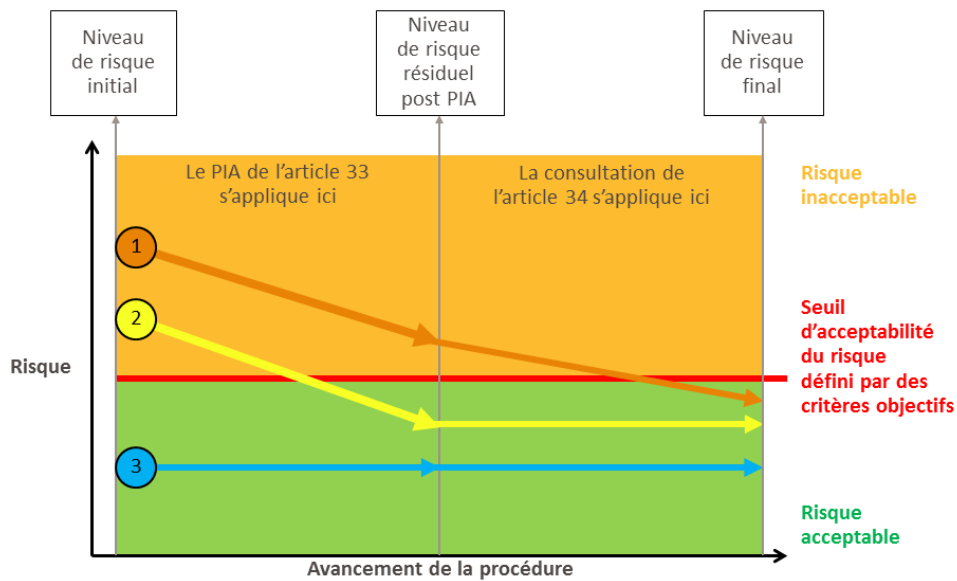 Niveau
de risque
initial
Niveau
de risque
résiduel
post PIA
Niveau
de risque
final
Le PIA de l’article 33
s’applique ici
La consultation de
l’article 34 s’applique ici
Risque
inacceptable
1
2
Seuil
d’acceptabilité
du risque
défini par des
critères objectifs
Risque
3
Risque
acceptable
Avancement de la procédure